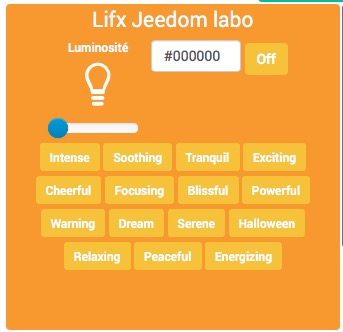 Lifx Jeedom labo
Luminosité
#000000 Off
Intense Soothing Tranquil Exciting
Cheerful Focusing Blissful Powerful
Warning Dream Serene Halloween
Relaxing Peaceful Energizing